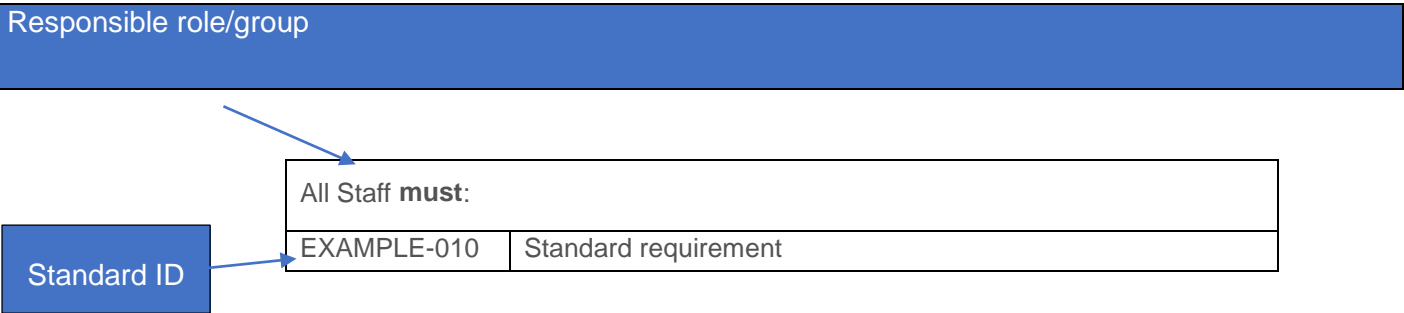 Responsible role/group
All Staff must:
EXAMPLE-010 Standard requirement
Standard ID